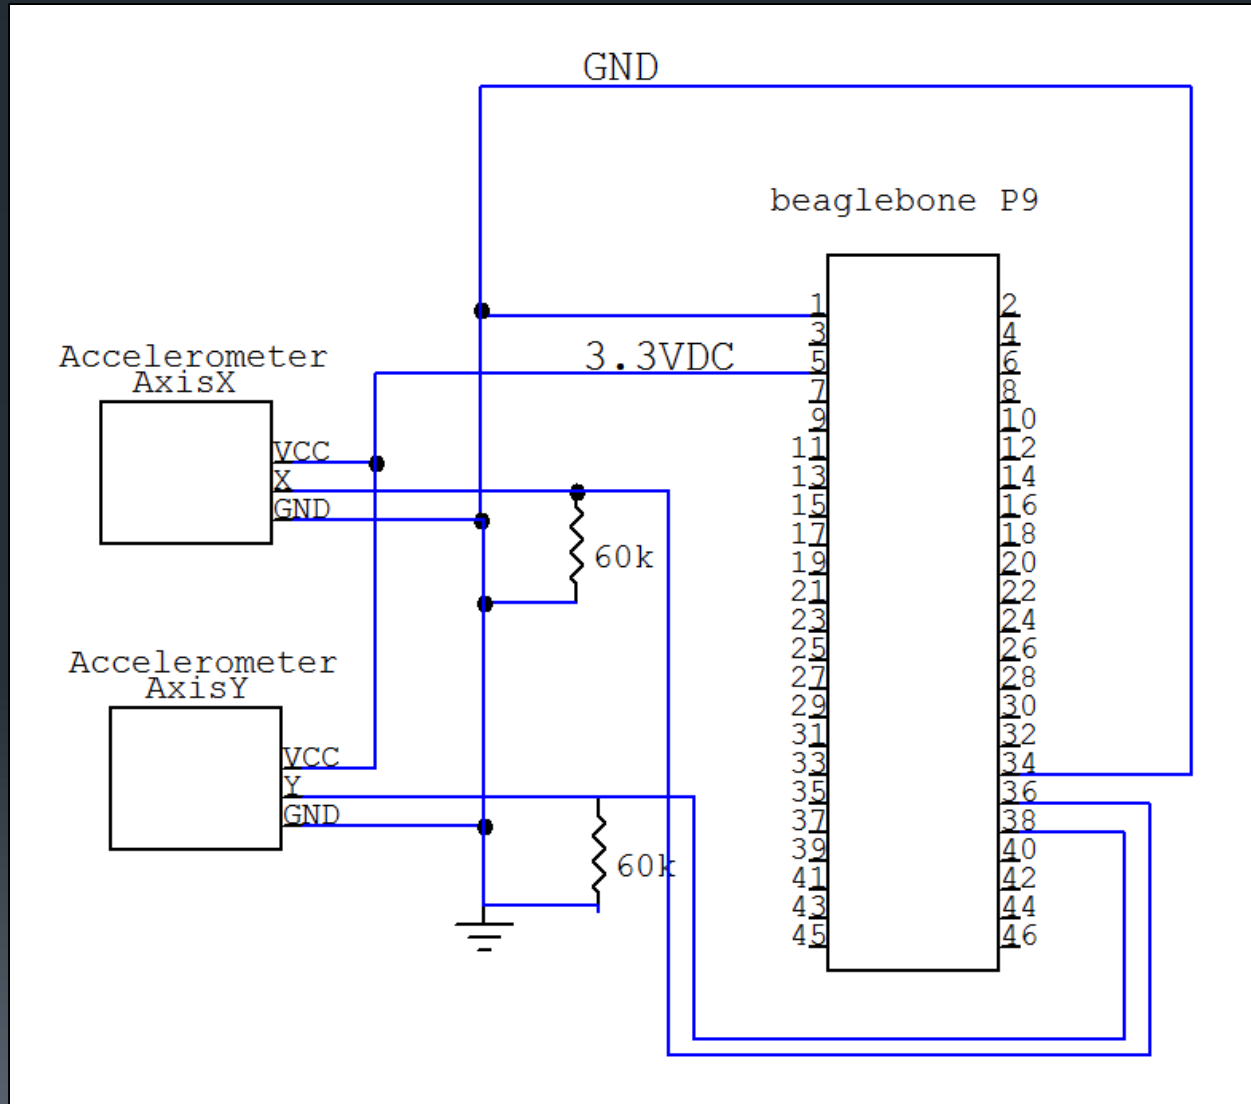 GND
beaglebone P9
3.3VDC
Accelerometer
AxisX
VCC
X
GND
60k
Accelerometer
AxisY
VCC
Y
GND
60k
1 2
3 4
5 6
7 8
9 10
11 12
13 14
15 16
17 18
19 20
21 22
23 24
25 26
27 28
29 30
31 32
33 34
35 36
37 38
39 40
41 42
43 44
45 46